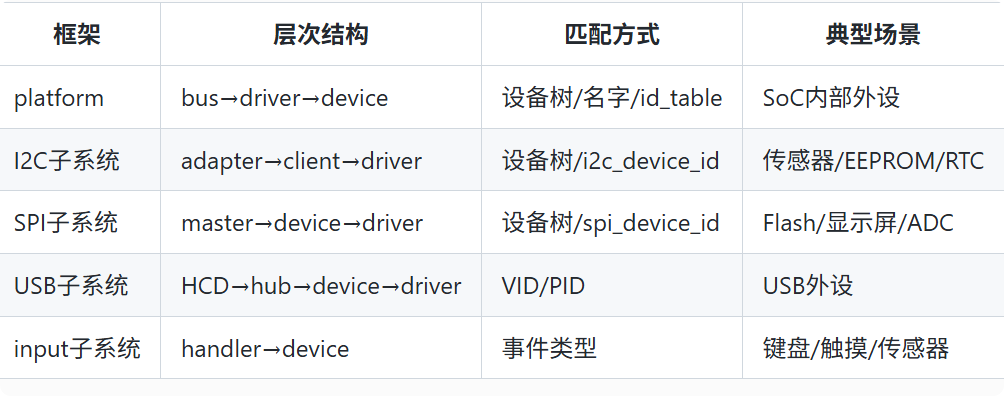 框架 层次结构 匹配方式 典型场景
platform bus→driver→device 设备树/名字/id_table SoC内部外设
I2C子系统 adapter→client→driver 设备树/i2c_device_id 传感器/EEPROM/RTC
SPI子系统 master→device→driver 设备树/spi_device_id Flash/显示屏/ADC
USB子系统 HCD→hub→device→driver VID/PID USB外设
input子系统 handler→device 事件类型 键盘/触摸/传感器